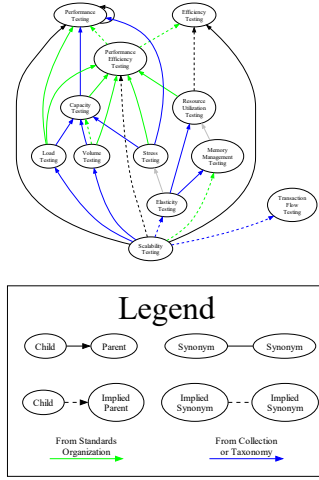 Performance
Testing
Efficiency
Testing
Performance
Efficiency
Testing
Capacity
Testing
Resource
Utilization
Testing
Load
Testing
Volume
Testing
Stress
Testing
Memory
Management
Testing
Elasticity
Testing
Transaction
Flow
Testing
Scalability
Testing
Legend
Child
Parent
Synonym
Synonym
Child
Implied
Parent
Implied
Synonym
Implied
Synonym
From Standards
Organization
From Collection
or Taxonomy